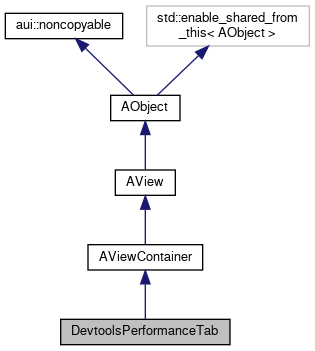 aui::noncopyable
std::enable_shared_from
_this< AObject >
AObject
AView
AViewContainer
DevtoolsPerformanceTab